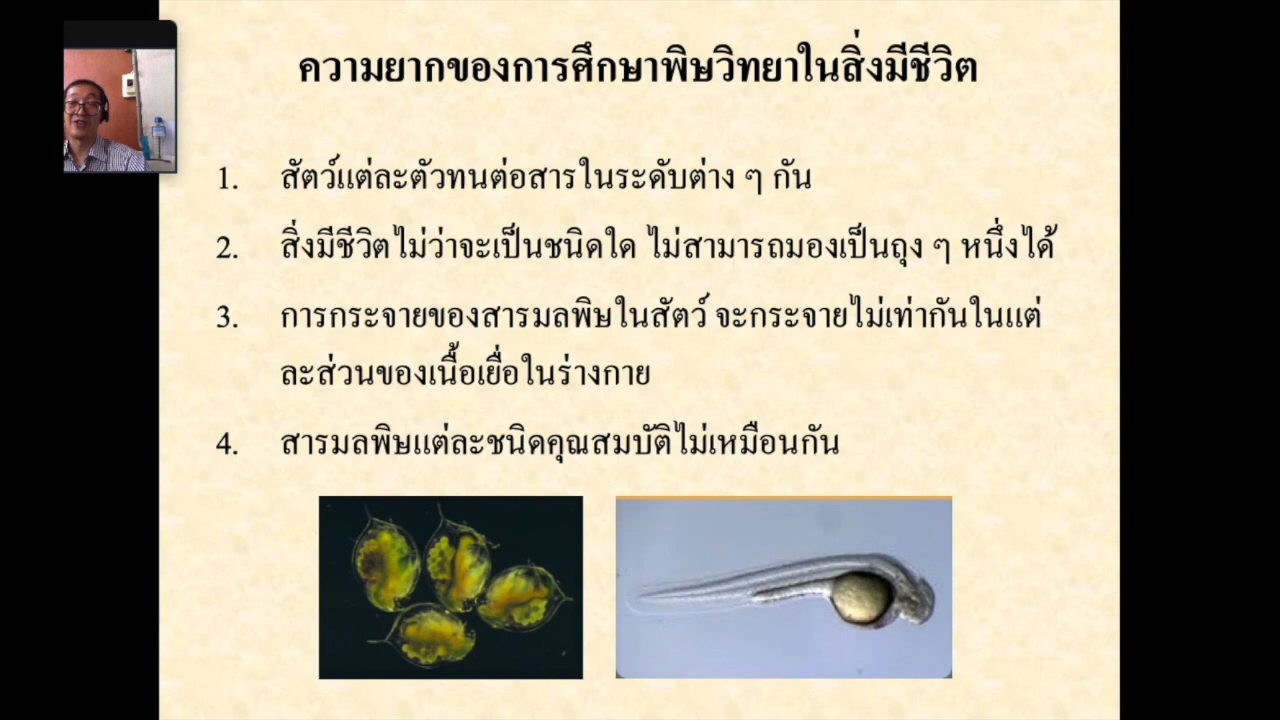 ความยากของการศึกษาพิษวิทยาในสิ่งมีชีวิต
1. สัตว์แต่ละตัวทนต่อสารในระดับต่าง ๆ กัน
2. สิ่งมีชีวิตไม่ว่าจะเป็นชนิดใด ไม่สามารถมองเป็นถุง ๆ หนึ่งได้
3. การกระจายของสารมลพิษในสัตว์ จะกระจายไม่เท่ากันในแต่
ละส่วนของเนื้อเยื่อในร่างกาย
4. สารมลพิษแต่ละชนิดคุณสมบัติไม่เหมือนกัน